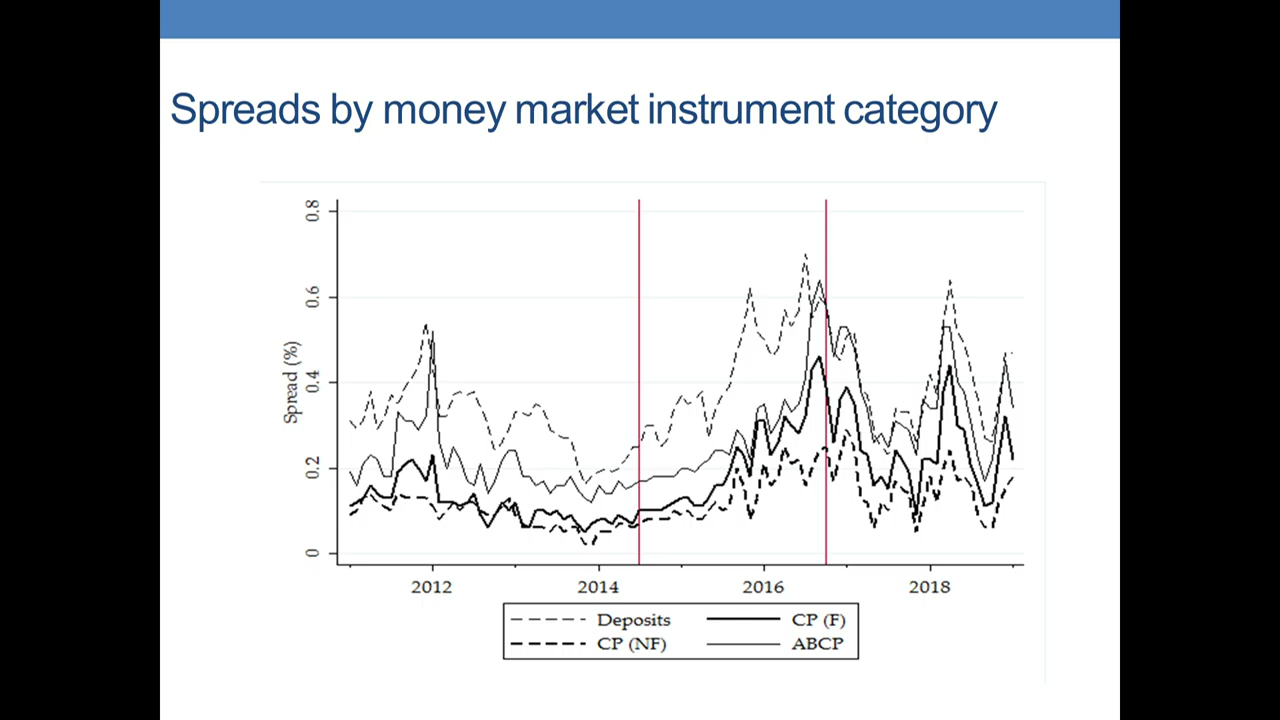 Spreads by money market instrument category
0.8
0.6
0.4
0.2
0
Spread (%)
2012 2014 2016 2018
Deposits CP (F)
CP (NF) ABCP